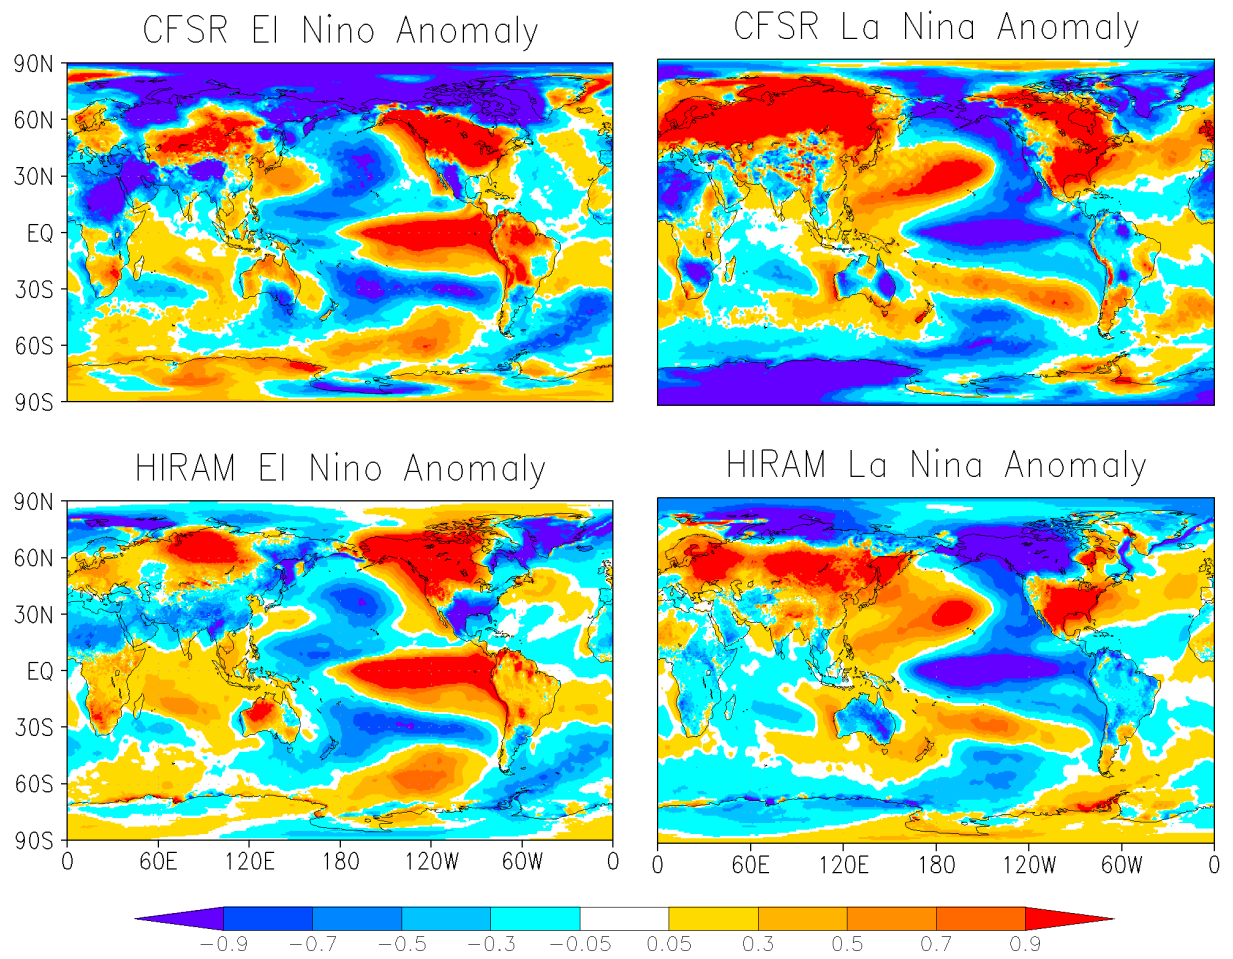 CFSR El Nino Anomaly
CFSR La Nina Anomaly
90N
60N
30N
EQ
30S
60S
90S
HIRAM El Nino Anomaly
HIRAM La Nina Anomaly
90N
60N
30N
EQ
30S
60S
90S
0 60E 120E 180 120W 60W 0
0 60E 120E 180 120W 60W 0
-0.9 -0.7 -0.5 -0.3 -0.05 0.05 0.3 0.5 0.7 0.9